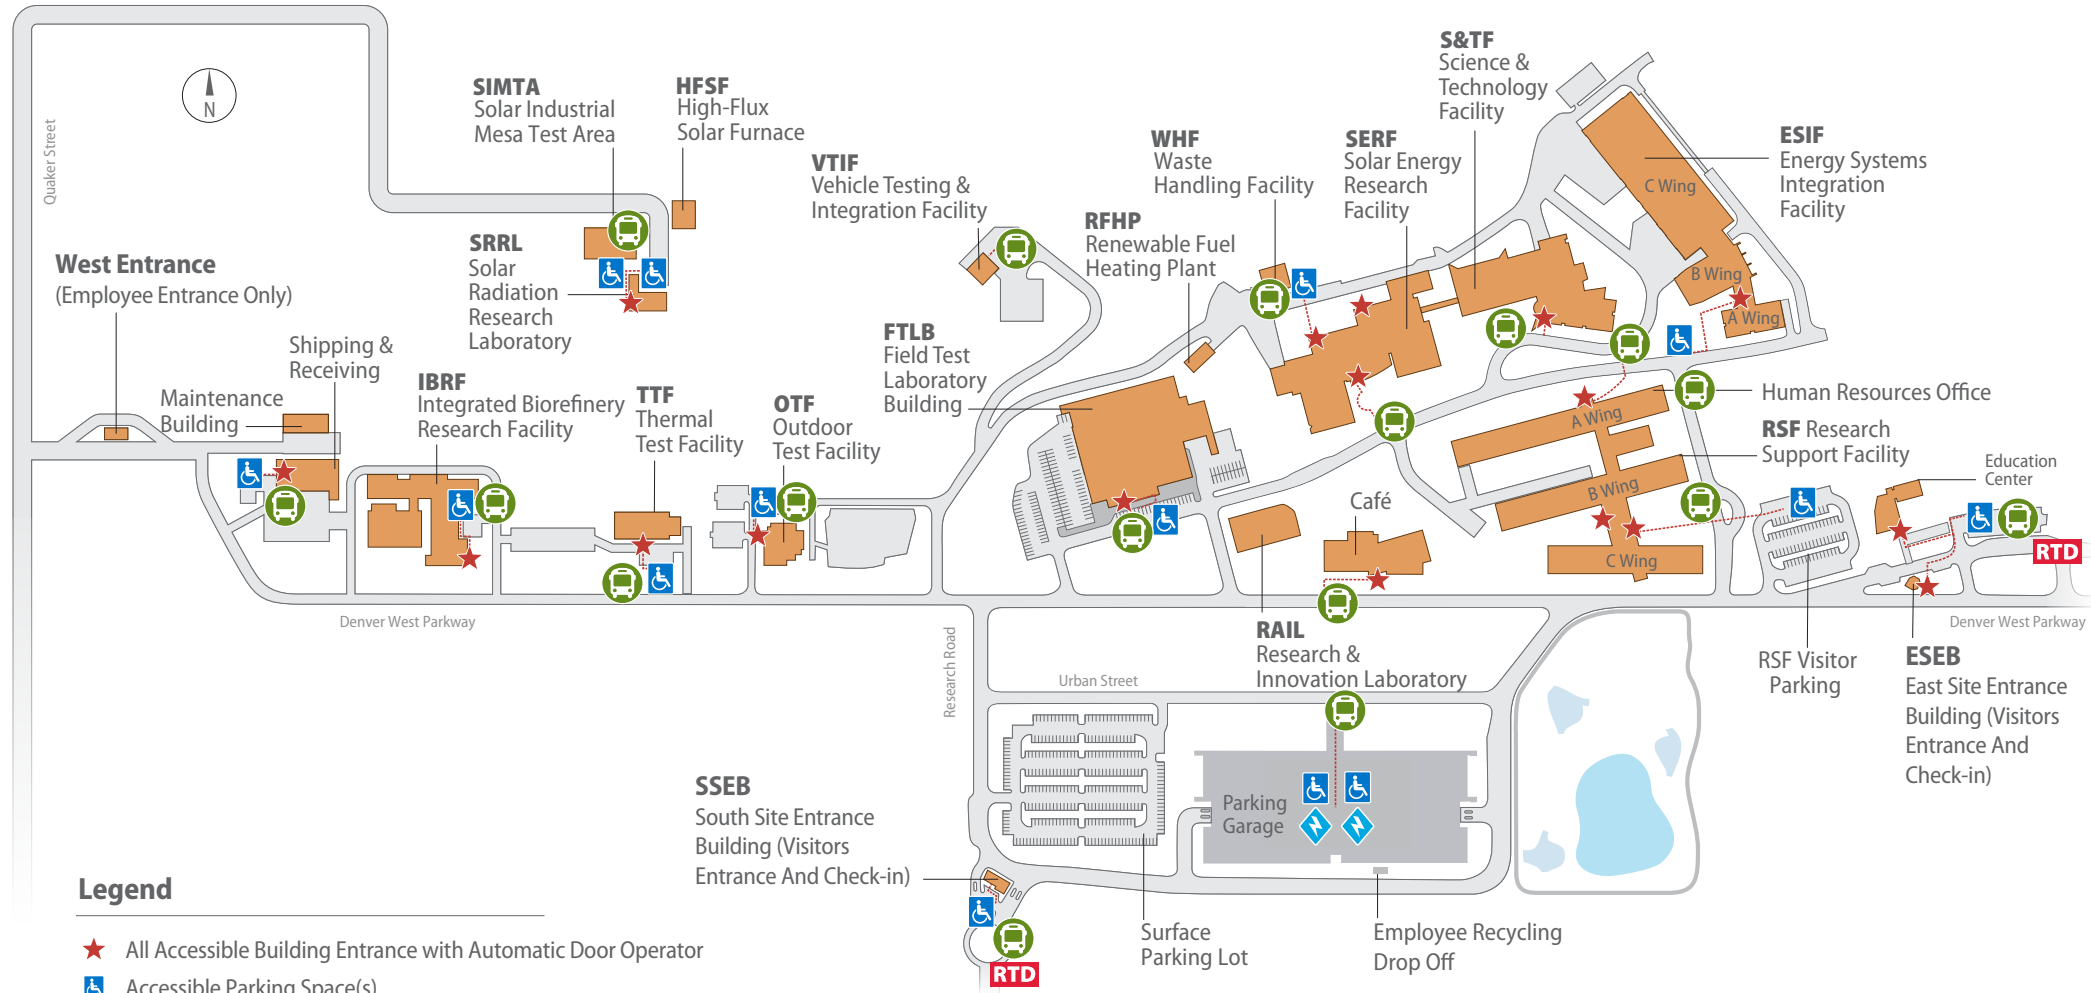 S&TF
Science &
Technology
Facility
SIMTA
Solar Industrial
Mesa Test Area
HFSF
High-Flux
Solar Furnace
N
Quaker Street
VTIF
Vehicle Testing &
Integration Facility
WHF
Waste
Handling Facility
SERF
Solar Energy
Research
Facility
ESIF
Energy Systems
Integration
Facility
C Wing
B Wing
A Wing
RFHP
Renewable Fuel
Heating Plant
SRRL
Solar
Radiation
Research
Laboratory
West Entrance
(Employee Entrance Only)
Shipping &
Receiving
Maintenance
Building
IBRF
Integrated Biorefinery
Research Facility
TTF
Thermal
Test Facility
OTF
Outdoor
Test Facility
FTLB
Field Test
Laboratory
Building
Human Resources Office
A Wing
RSF Research
Support Facility
B Wing
C Wing
Education
Center
Café
RTD
Denver West Parkway
Denver West Parkway
Research Road
RAIL
Research &
Innovation Laboratory
Urban Street
RSF Visitor
Parking
ESEB
East Site Entrance
Building (Visitors
Entrance And
Check-in)
Parking
Garage
SSEB
South Site Entrance
Building (Visitors
Entrance And Check-in)
Surface
Parking Lot
Employee Recycling
Drop Off
RTD
Legend
All Accessible Building Entrance with Automatic Door Operator
Accessible Parking Space(s)